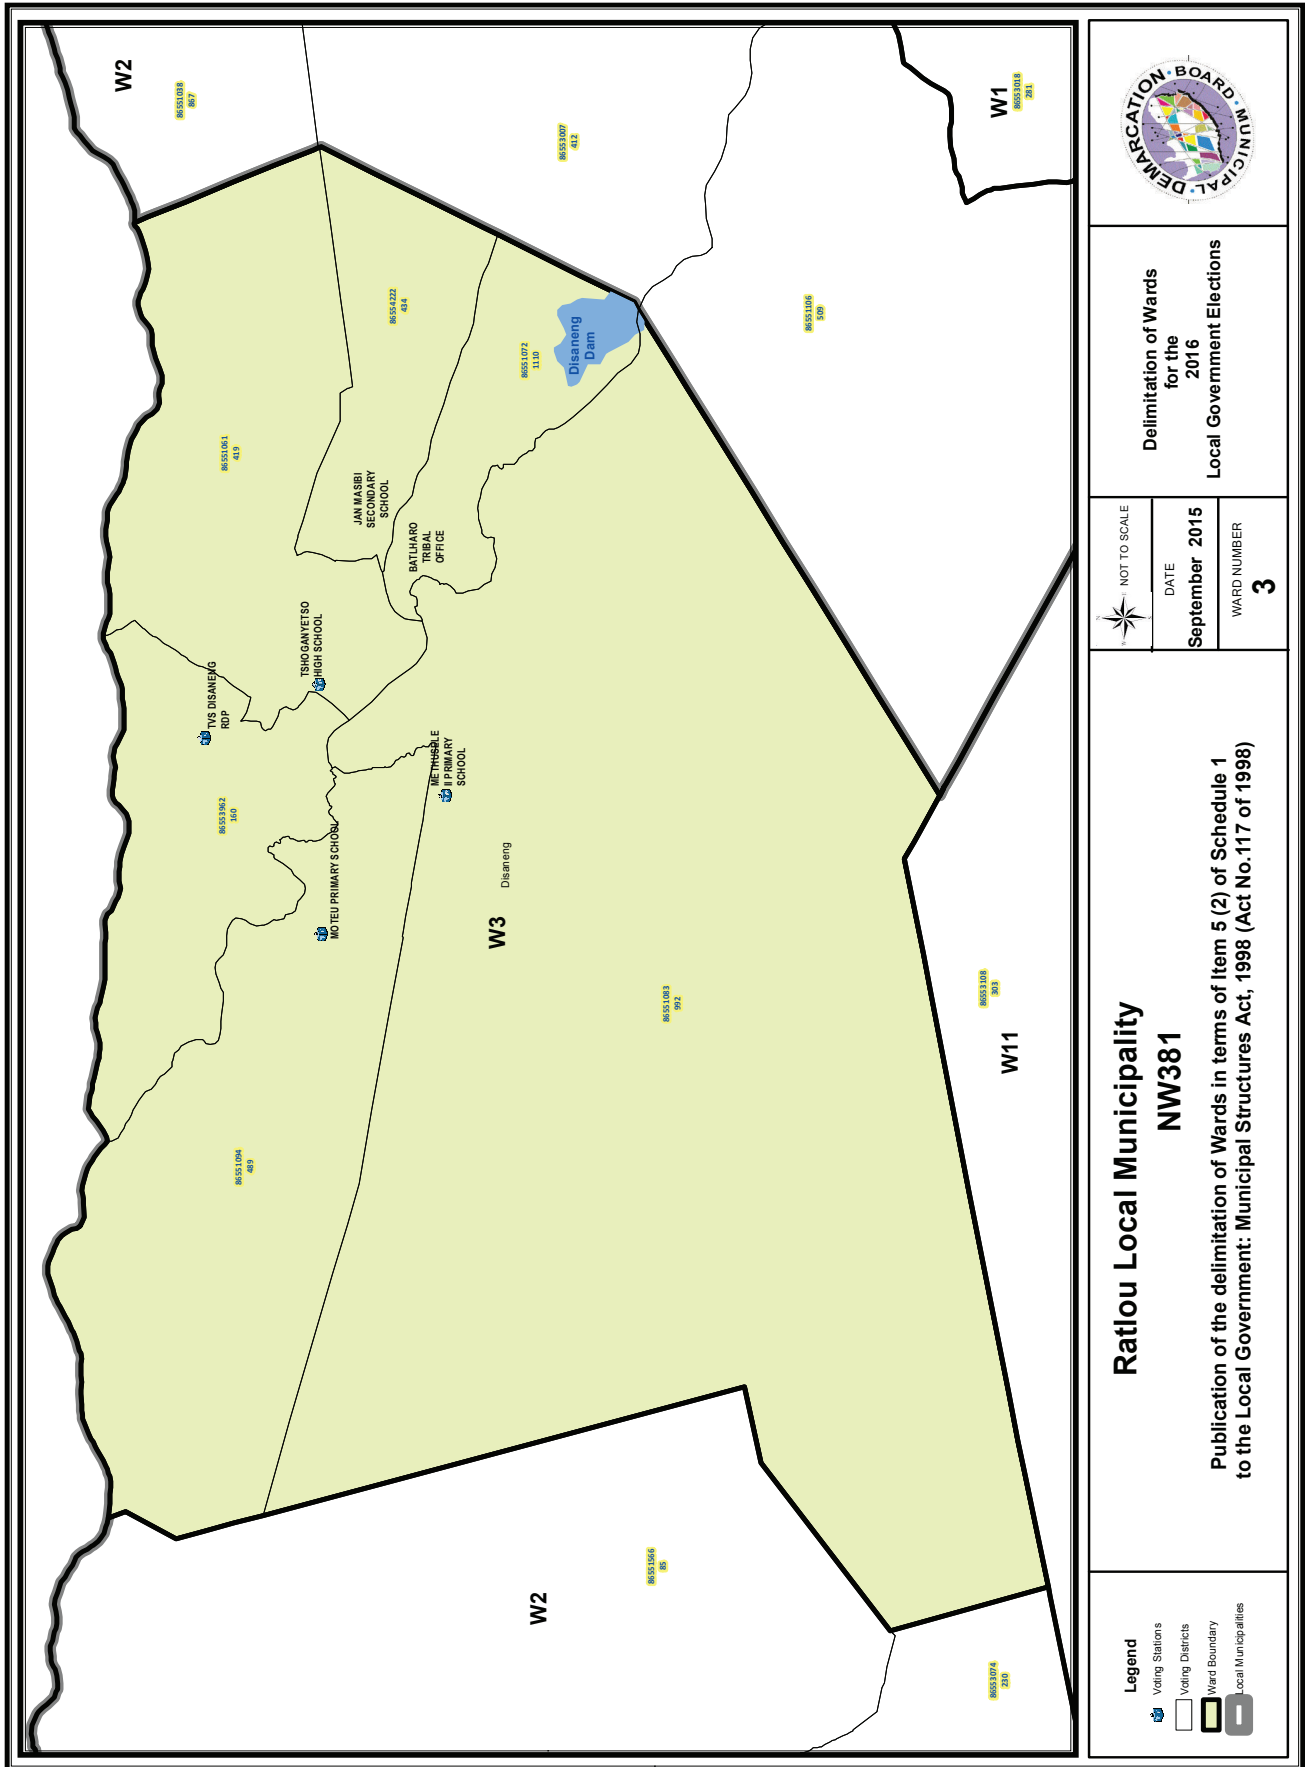 W2
86551038
867
86553007
412
W1
86553018
281
86551106
509
86554222
434
86551072
1110
Disaneng
Dam
86551061
419
JAN MASIBI
SECONDARY
SCHOOL
BATLHARO
TRIBAL
OFFICE
TSHOGANYETSO
HIGH SCHOOL
TVS DISANENG
RDP
86553962
160
METHUSELE
II PRIMARY
SCHOOL
MOTEU PRIMARY SCHOOL
Disaneng
W3
86551083
992
86553108
303
W11
86551094
489
W2
86551566
85
86553074
230
Legend
Voting Stations
Voting Districts
Ward Boundary
Local Municipalities
Ratlou Local Municipality
NW381
Publication of the delimitation of Wards in terms of Item 5 (2) of Schedule 1
to the Local Government: Municipal Structures Act, 1998 (Act No.117 of 1998)
NOT TO SCALE
DATE
September 2015
WARD NUMBER
3
Delimitation of Wards
for the
2016
Local Government Elections
MUNICIPAL DEMARCATION BOARD